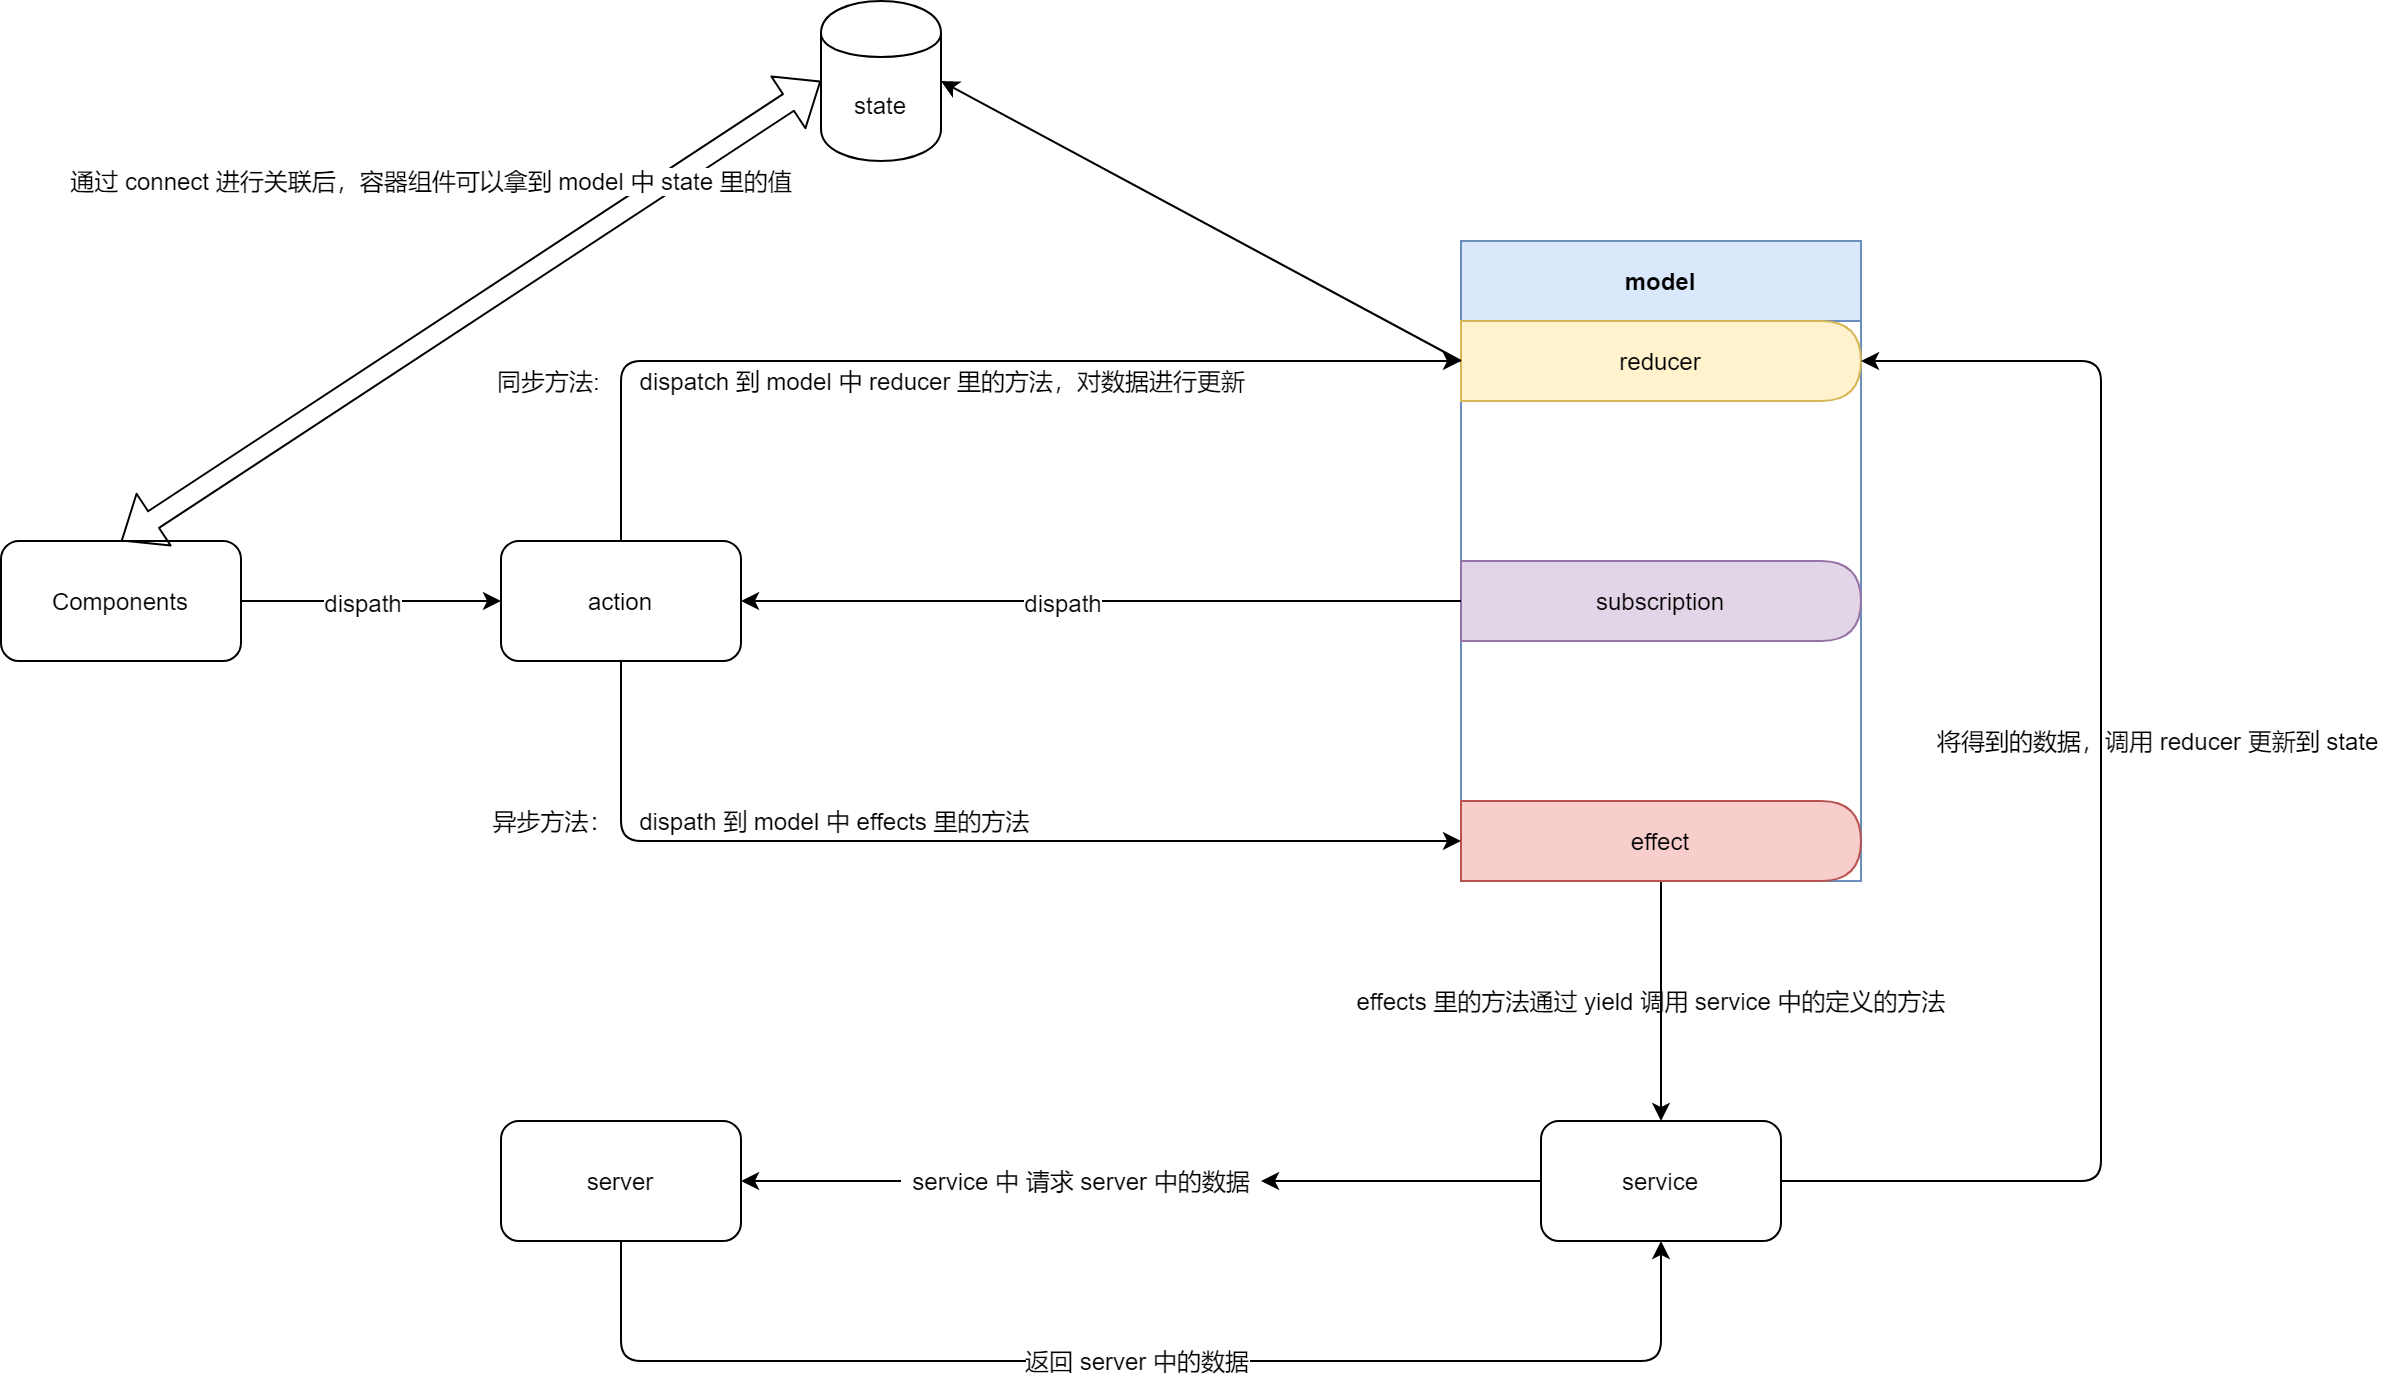 state
通过 connect 进行关联后，容器组件可以拿到 model 中 state 里的值
model
reducer
同步方法:
dispatch 到 model 中 reducer 里的方法，对数据进行更新
Components
dispath
action
dispath
subscription
将得到的数据，调用 reducer 更新到 state
异步方法：
dispath 到 model 中 effects 里的方法
effect
effects 里的方法通过 yield 调用 service 中的定义的方法
server
service 中 请求 server 中的数据
service
返回 server 中的数据